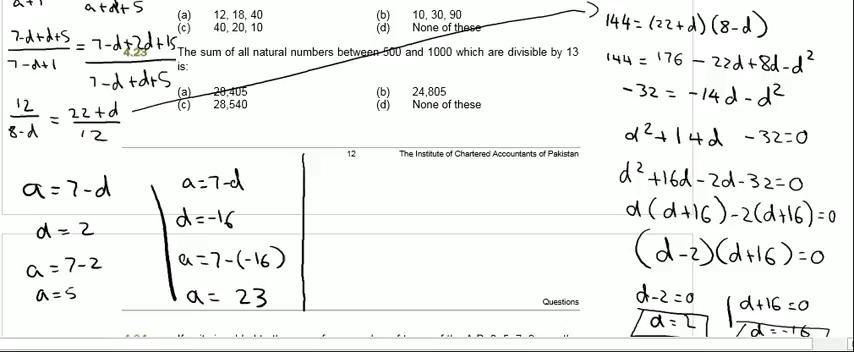 a+d+5
(a) 12, 18, 40 (b) 10, 30, 90
(c) 40, 20, 10 (d) None of these
7-d+d+5 / 7-d+1 = 7-d+2d+15 / 7-d+d+5
4.23 The sum of all natural numbers between 500 and 1000 which are divisible by 13
is:
(a) 28,405 (b) 24,805
(c) 28,540 (d) None of these
12 / 8-d = 22+d / 12
12 The Institute of Chartered Accountants of Pakistan
a=7-d
d=2
a=7-2
a=5
a=7-d
d=-16
a=7-(-16)
a= 23
144=(22+d)(8-d)
144=176-22d+8d-d²
-32=-14d-d²
d²+14d-32=0
d²+16d-2d-32=0
d(d+16)-2(d+16)=0
(d-2)(d+16)=0
d-2=0
d=2
d+16=0
d=-16
Questions